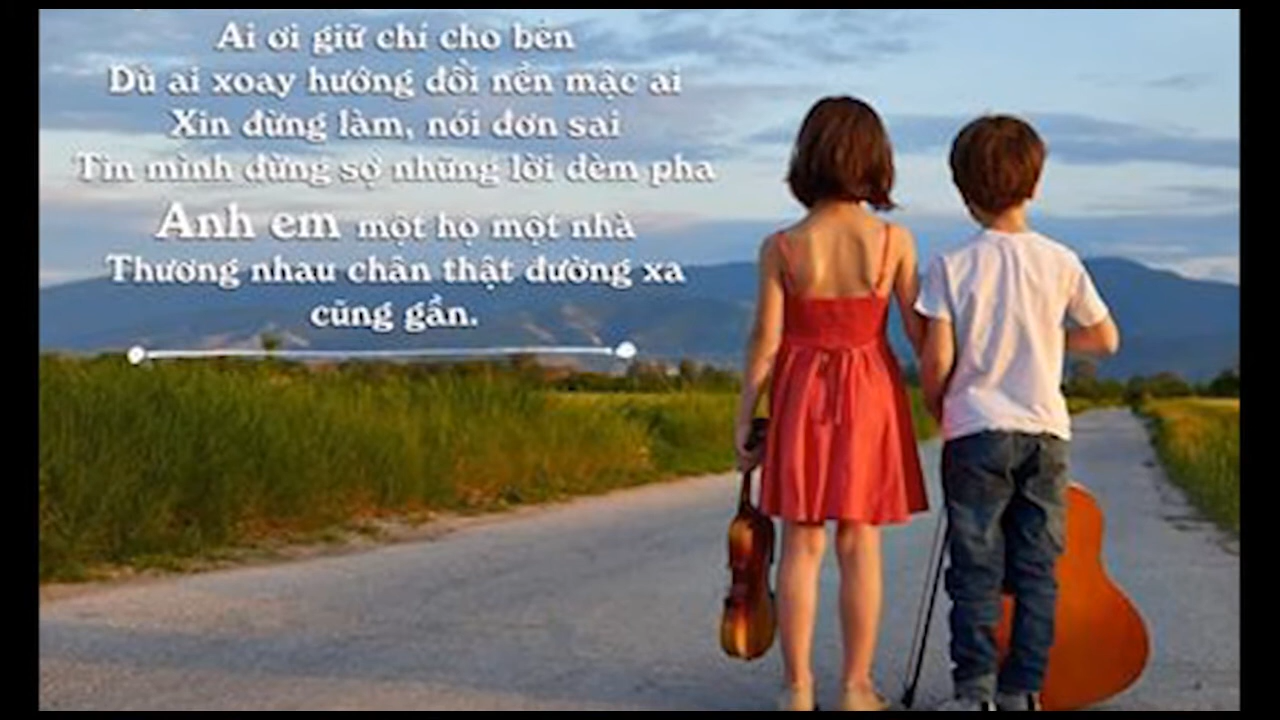 Ai ơi giữ chí cho bền
Dù ai xoay hướng đổi nền mặc ai
Xin đừng làm, nói đơn sai
Tin mình đừng sợ những lời dèm pha
Anh em một họ một nhà
Thương nhau chân thật đường xa
cũng gần.